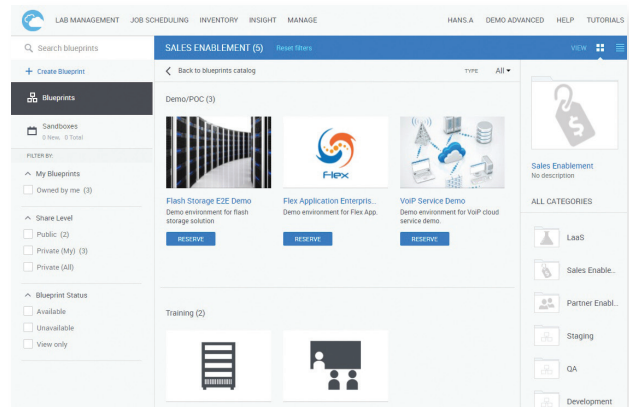 LAB MANAGEMENT JOB SCHEDULING INVENTORY INSIGHT MANAGE HANS.A DEMO ADVANCED HELP TUTORIALS
Search blueprints
SALES ENABLEMENT (5) Reset filters VIEW
+ Create Blueprint
Back to blueprints catalog TYPE All
Blueprints
Sandboxes
0 New, 0 Total
FILTER BY:
My Blueprints
Owned by me (3)
Share Level
Public (2)
Private (My) (3)
Private (All)
Blueprint Status
Available
Unavailable
View only
Demo/POC (3)
Flex
Flash Storage E2E Demo
Demo environment for flash
storage solution
RESERVE
Flex Application Enterpris..
Demo environment for Flex App.
RESERVE
VoIP Service Demo
Demo environment for VoIP cloud
service demo.
RESERVE
Training (2)
Sales Enablement
No description
ALL CATEGORIES
LaaS
Sales Enable..
Partner Enabl..
Staging
QA
Development